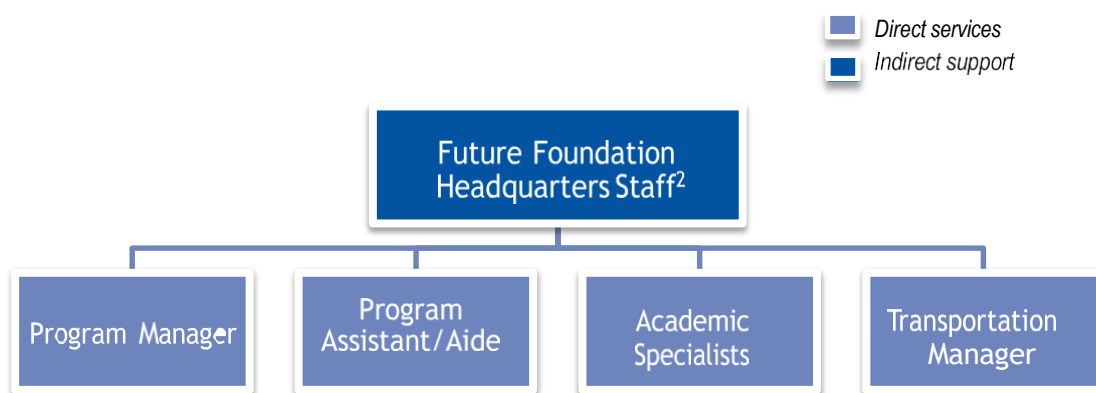 Direct services
Indirect support
Future Foundation
Headquarters Staff²
Program Manager
Program
Assistant/Aide
Academic
Specialists
Transportation
Manager